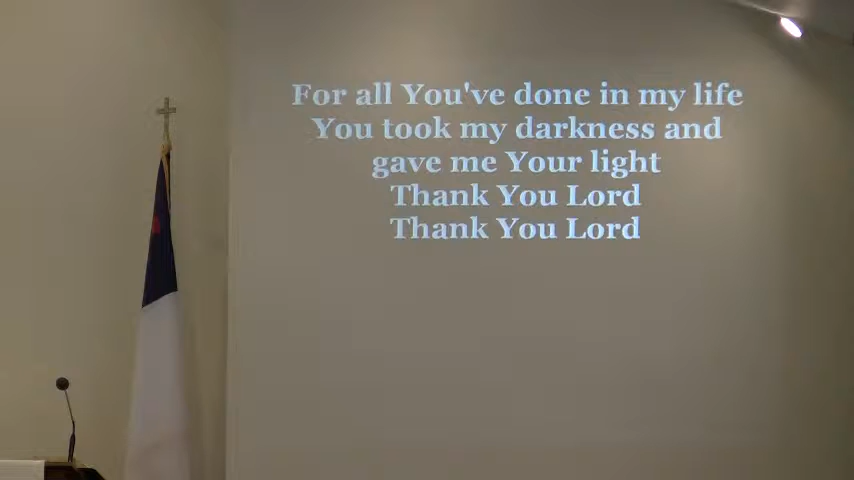 For all You've done in my life
You took my darkness and
gave me Your light
Thank You Lord
Thank You Lord